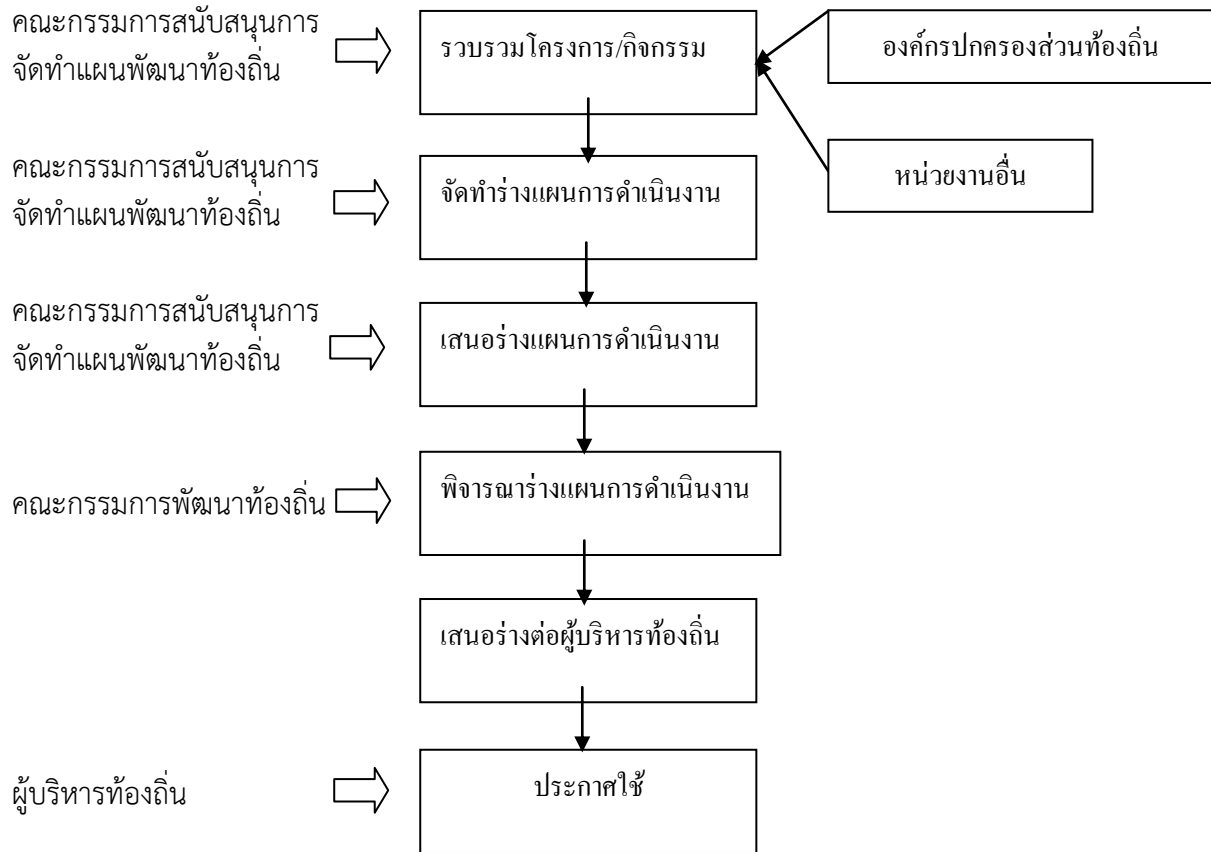 คณะกรรมการสนับสนุนการ
จัดทำแผนพัฒนาท้องถิ่น
รวบรวมโครงการ/กิจกรรม
องค์กรปกครองส่วนท้องถิ่น
หน่วยงานอื่น
คณะกรรมการสนับสนุนการ
จัดทำแผนพัฒนาท้องถิ่น
จัดทำร่างแผนการดำเนินงาน
คณะกรรมการสนับสนุนการ
จัดทำแผนพัฒนาท้องถิ่น
เสนอร่างแผนการดำเนินงาน
คณะกรรมการพัฒนาท้องถิ่น
พิจารณาร่างแผนการดำเนินงาน
เสนอร่างต่อผู้บริหารท้องถิ่น
ผู้บริหารท้องถิ่น
ประกาศใช้